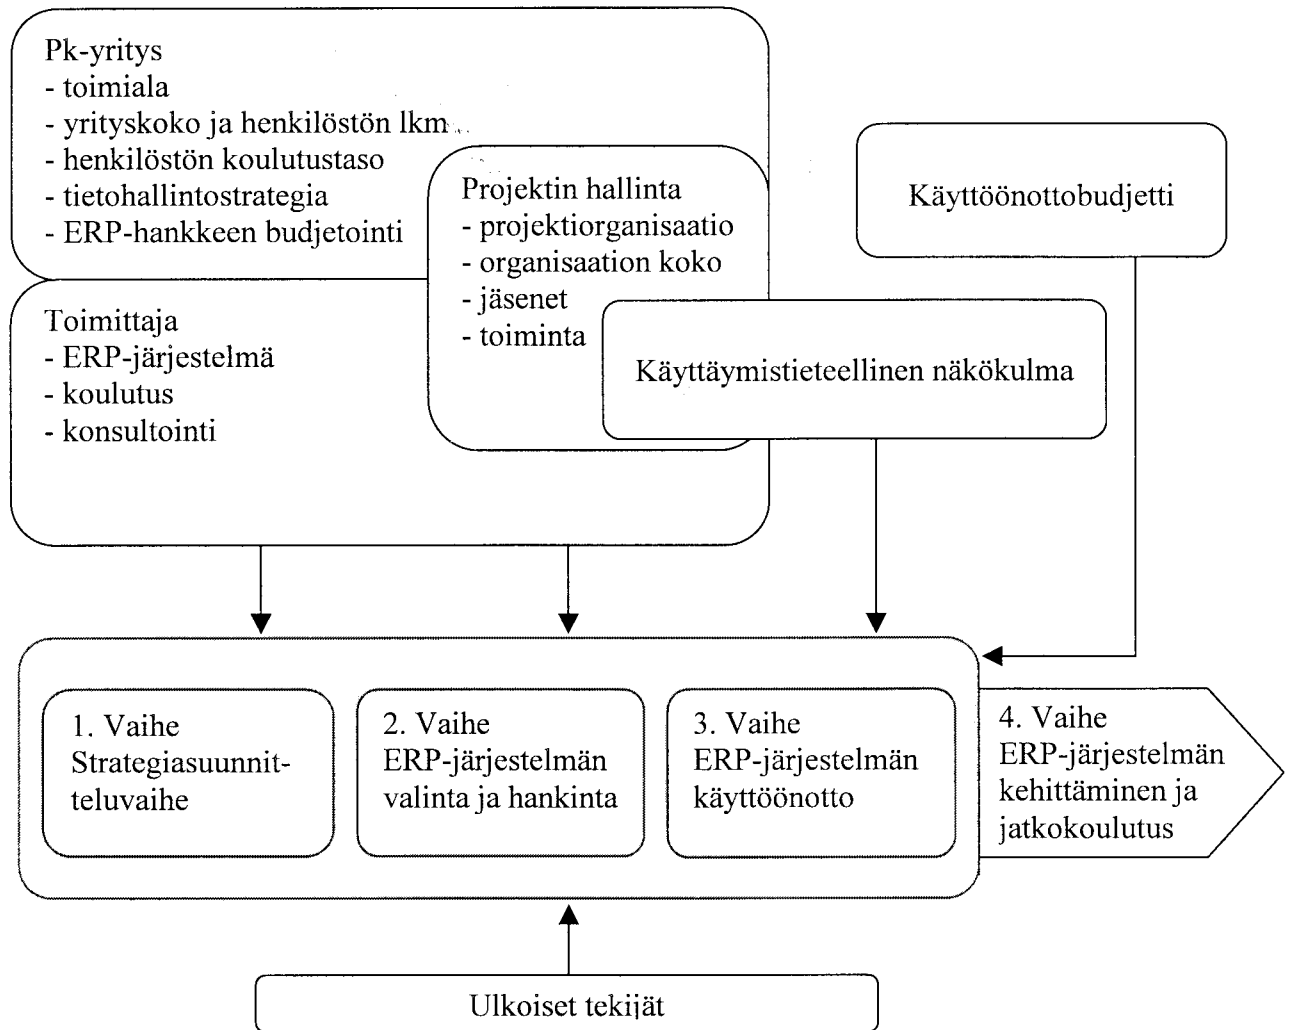 Pk-yritys
- toimiala
- yrityskoko ja henkilöstön lkm
- henkilöstön koulutustaso
- tietohallintostrategia
- ERP-hankkeen budjetointi
Projektin hallinta
- projektiorganisaatio
- organisaation koko
- jäsenet
- toiminta
Käyttöönottobudjetti
Toimittaja
- ERP-järjestelmä
- koulutus
- konsultointi
Käyttäymistieteellinen näkökulma
1. Vaihe
Strategiasuunnit-
teluvaihe
2. Vaihe
ERP-järjestelmän
valinta ja hankinta
3. Vaihe
ERP-järjestelmän
käyttöönotto
4. Vaihe
ERP-järjestelmän
kehittäminen ja
jatkokoulutus
Ulkoiset tekijät